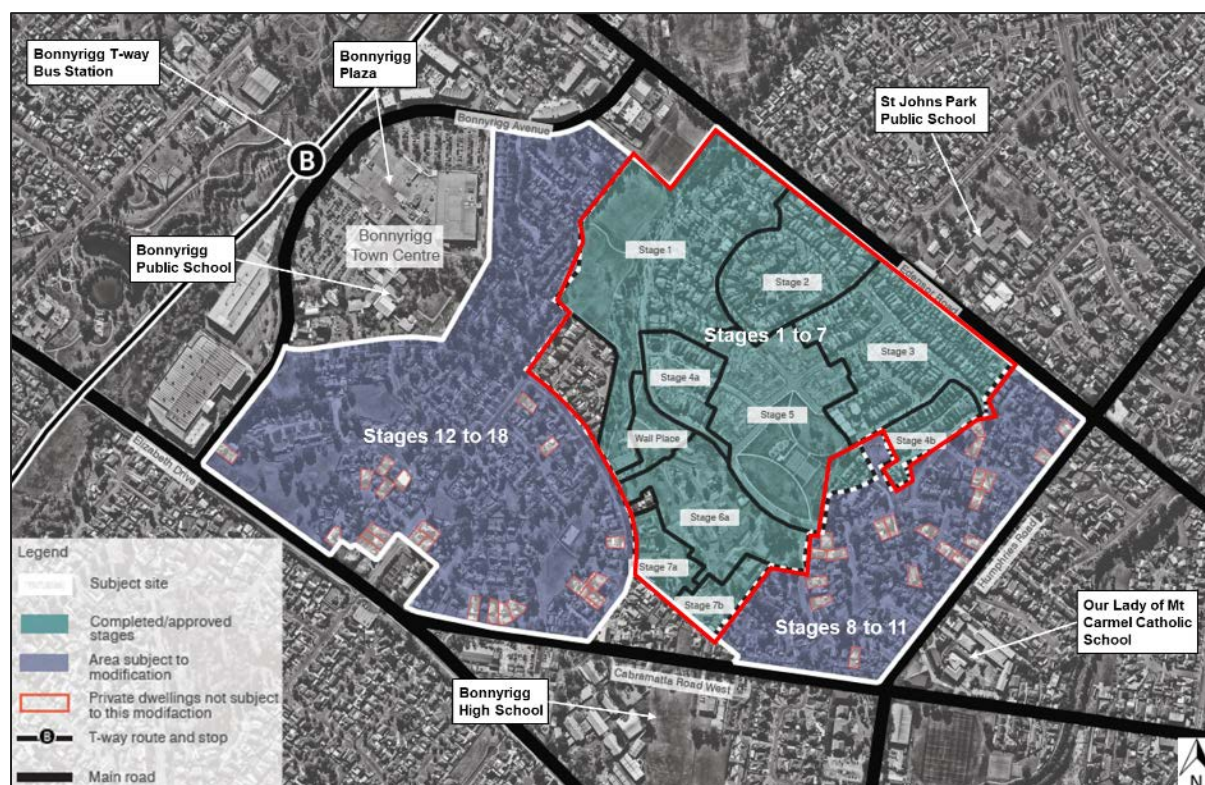 Bonnyrigg T-way
Bus Station
Bonnyrigg
Plaza
St Johns Park
Public School
Bonnyrigg Avenue
B
Bonnyrigg
Town Centre
Bonnyrigg
Public School
Stage 1
Stage 2
Edensor Road
Stages 1 to 7
Stage 3
Stage 4a
Stage 5
Wall Place
Stage 4b
Stages 12 to 18
Elizabeth Drive
Stage 6a
Humphries Road
Stage 7a
Stage 7b
Stages 8 to 11
Our Lady of Mt
Carmel Catholic
School
Cabramatta Road West
Bonnyrigg
High School
Legend
Subject site
Completed/approved
stages
Area subject to
modification
Private dwellings not subject
to this modifaction
B
T-way route and stop
Main road
N